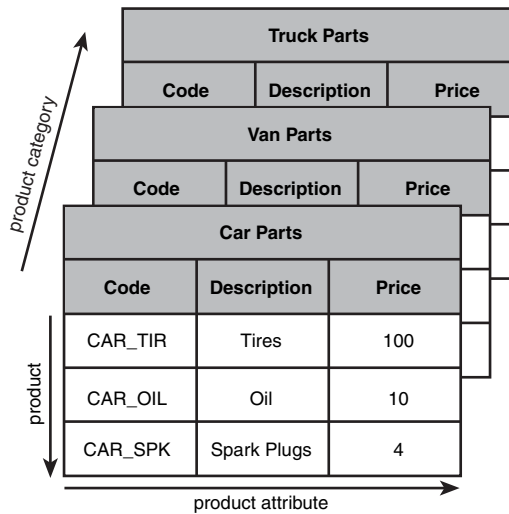 Truck Parts
Code Description Price
Van Parts
Code Description Price
Car Parts
Code Description Price
CAR_TIR Tires 100
CAR_OIL Oil 10
CAR_SPK Spark Plugs 4
product category
product
product attribute